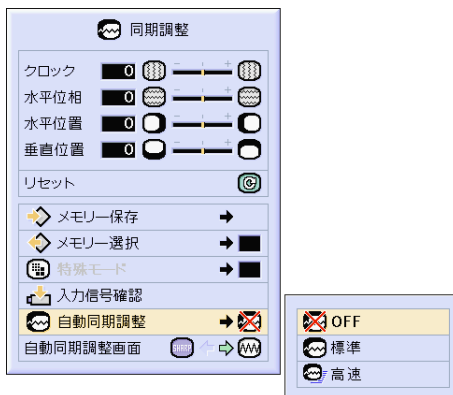 同期調整
クロック 0 - +
水平位相 0 - +
水平位置 0 - +
垂直位置 0 - +
リセット
メモリー保存
メモリー選択
特殊モード
入力信号確認
自動同期調整
自動同期調整画面 SHARP
OFF
標準
高速